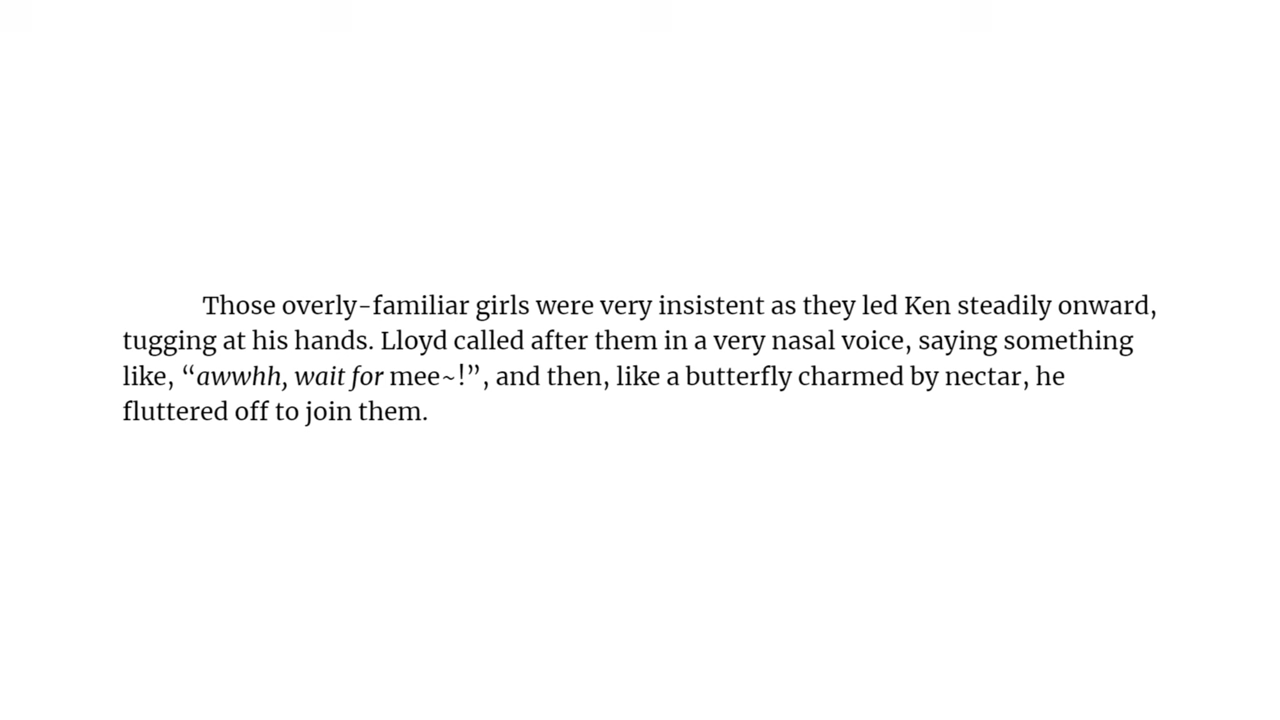 Those overly-familiar girls were very insistent as they led Ken steadily onward,
tugging at his hands. Lloyd called after them in a very nasal voice, saying something
like, “awwhh, wait for mee~!”, and then, like a butterfly charmed by nectar, he
fluttered off to join them.